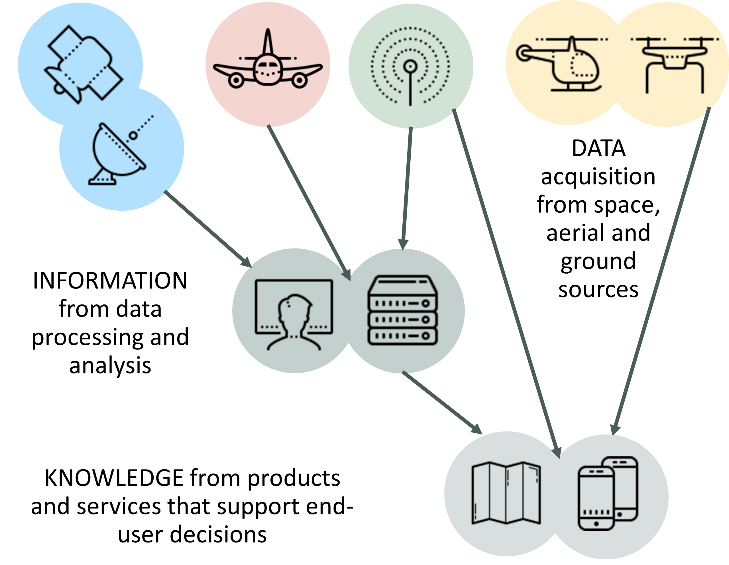 DATA
acquisition
from space,
aerial and
ground
sources
INFORMATION
from data
processing and
analysis
KNOWLEDGE from products
and services that support end-
user decisions